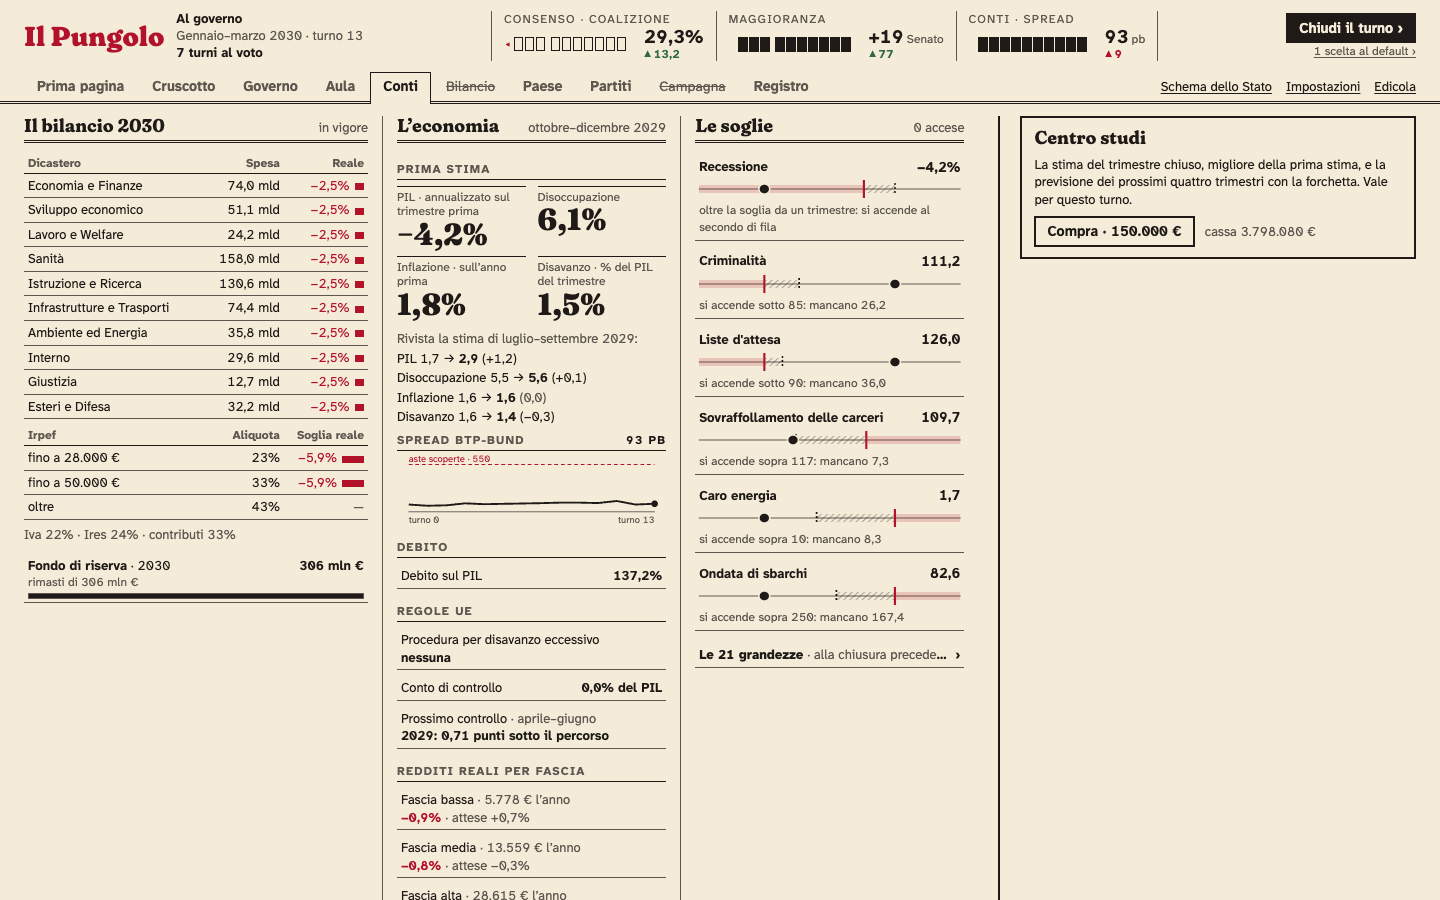 Il Pungolo
Al governo
Gennaio–marzo 2030 · turno 13
7 turni al voto
CONSENSO · COALIZIONE
29,3%
▲13,2
MAGGIORANZA
+19 Senato
▲77
CONTI · SPREAD
93 pb
▲9
Chiudi il turno ›
1 scelta al default ›
Prima pagina
Cruscotto
Governo
Aula
Conti
Bilancio
Paese
Partiti
Campagna
Registro
Schema dello Stato
Impostazioni
Edicola
Il bilancio 2030 in vigore
Dicastero Spesa Reale
Economia e Finanze 74,0 mld −2,5%
Sviluppo economico 51,1 mld −2,5%
Lavoro e Welfare 24,2 mld −2,5%
Sanità 158,0 mld −2,5%
Istruzione e Ricerca 130,6 mld −2,5%
Infrastrutture e Trasporti 74,4 mld −2,5%
Ambiente ed Energia 35,8 mld −2,5%
Interno 29,6 mld −2,5%
Giustizia 12,7 mld −2,5%
Esteri e Difesa 32,2 mld −2,5%
Irpef Aliquota Soglia reale
fino a 28.000 € 23% −5,9%
fino a 50.000 € 33% −5,9%
oltre 43% —
Iva 22% · Ires 24% · contributi 33%
Fondo di riserva · 2030 306 mln €
rimasti di 306 mln €
L’economia ottobre–dicembre 2029
PRIMA STIMA
PIL · annualizzato sul
trimestre prima
−4,2%
Disoccupazione
6,1%
Inflazione · sull’anno
prima
1,8%
Disavanzo · % del PIL
del trimestre
1,5%
Rivista la stima di luglio–settembre 2029:
PIL 1,7 → 2,9 (+1,2)
Disoccupazione 5,5 → 5,6 (+0,1)
Inflazione 1,6 → 1,6 (0,0)
Disavanzo 1,6 → 1,4 (−0,3)
SPREAD BTP-BUND 93 PB
aste scoperte · 550
turno 0 turno 13
DEBITO
Debito sul PIL 137,2%
REGOLE UE
Procedura per disavanzo eccessivo
nessuna
Conto di controllo 0,0% del PIL
Prossimo controllo · aprile–giugno
2029: 0,71 punti sotto il percorso
REDDITI REALI PER FASCIA
Fascia bassa · 5.778 € l’anno
−0,9% · attese +0,7%
Fascia media · 13.559 € l’anno
−0,8% · attese −0,3%
Fascia alta · 28.615 € l’anno
Le soglie 0 accese
Recessione −4,2%
oltre la soglia da un trimestre: si accende al
secondo di fila
Criminalità 111,2
si accende sotto 85: mancano 26,2
Liste d'attesa 126,0
si accende sotto 90: mancano 36,0
Sovraffollamento delle carceri 109,7
si accende sopra 117: mancano 7,3
Caro energia 1,7
si accende sopra 10: mancano 8,3
Ondata di sbarchi 82,6
si accende sopra 250: mancano 167,4
Le 21 grandezze · alla chiusura precede... ›
Centro studi
La stima del trimestre chiuso, migliore della prima stima, e la
previsione dei prossimi quattro trimestri con la forchetta. Vale
per questo turno.
Compra · 150.000 €
cassa 3.798.080 €